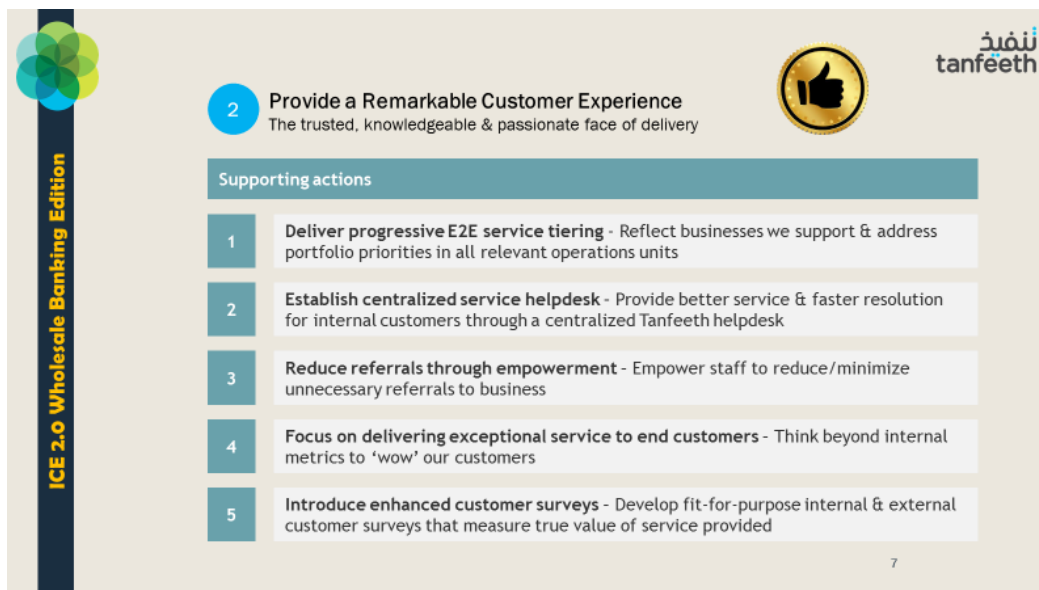 تنفيذ
tanfeeth
ICE 2.0 Wholesale Banking Edition
2
Provide a Remarkable Customer Experience
The trusted, knowledgeable & passionate face of delivery
Supporting actions
1
Deliver progressive E2E service tiering - Reflect businesses we support & address
portfolio priorities in all relevant operations units
2
Establish centralized service helpdesk – Provide better service & faster resolution
for internal customers through a centralized Tanfeeth helpdesk
3
Reduce referrals through empowerment – Empower staff to reduce/minimize
unnecessary referrals to business
4
Focus on delivering exceptional service to end customers – Think beyond internal
metrics to ‘wow’ our customers
5
Introduce enhanced customer surveys – Develop fit-for-purpose internal & external
customer surveys that measure true value of service provided
7